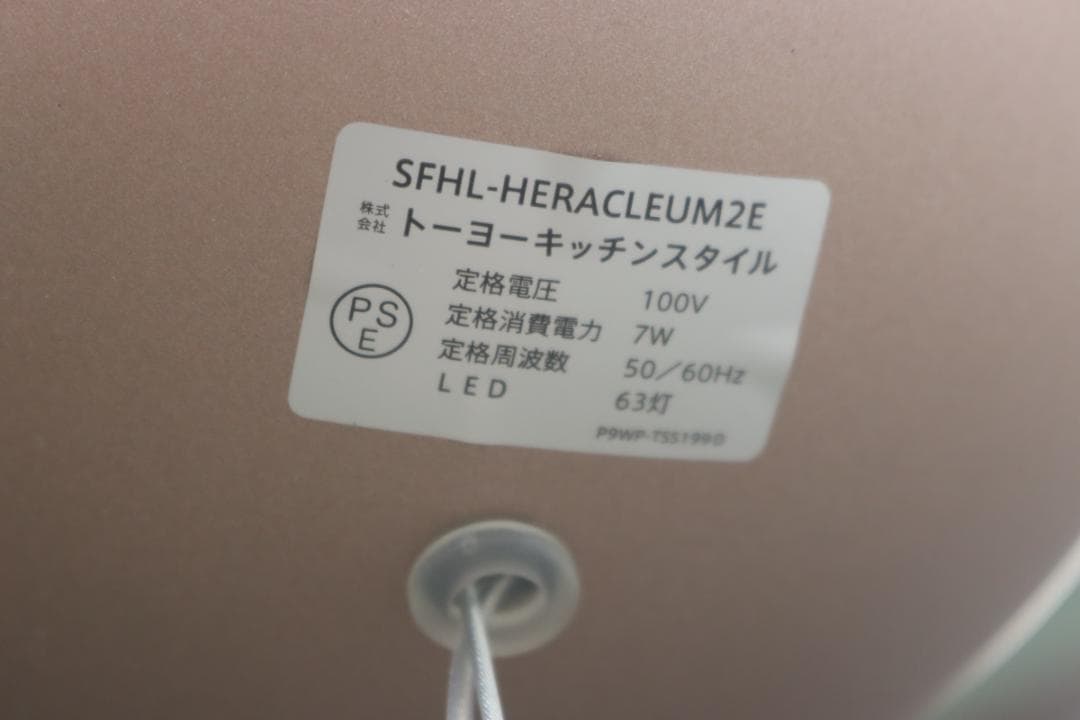 SFHL-HERACLEUM2E
株式会社 トーヨーキッチンスタイル
定格電圧 100V
定格消費電力 7W
定格周波数 50／60Hz
LED 63灯
PSE